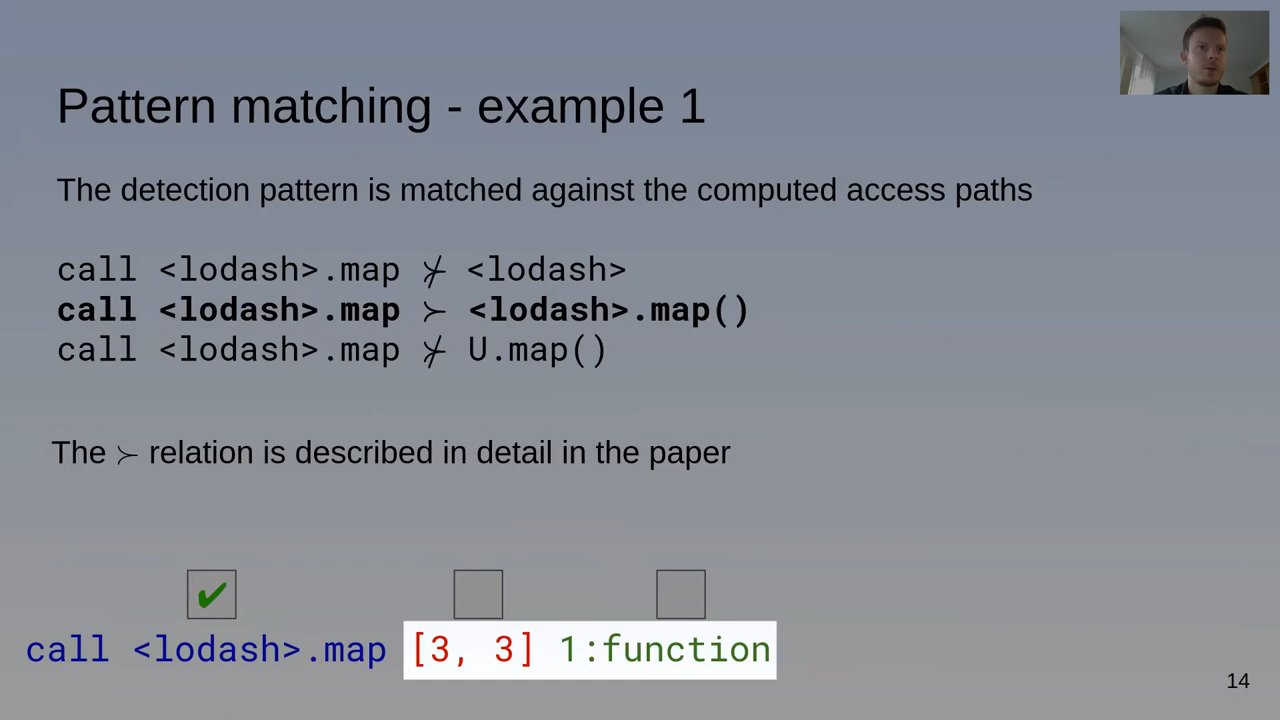 Pattern matching - example 1
The detection pattern is matched against the computed access paths
call <lodash>.map ⊁ <lodash>
call <lodash>.map ≻ <lodash>.map()
call <lodash>.map ⊁ U.map()
The ≻ relation is described in detail in the paper
✔
call <lodash>.map [3, 3] 1:function
14